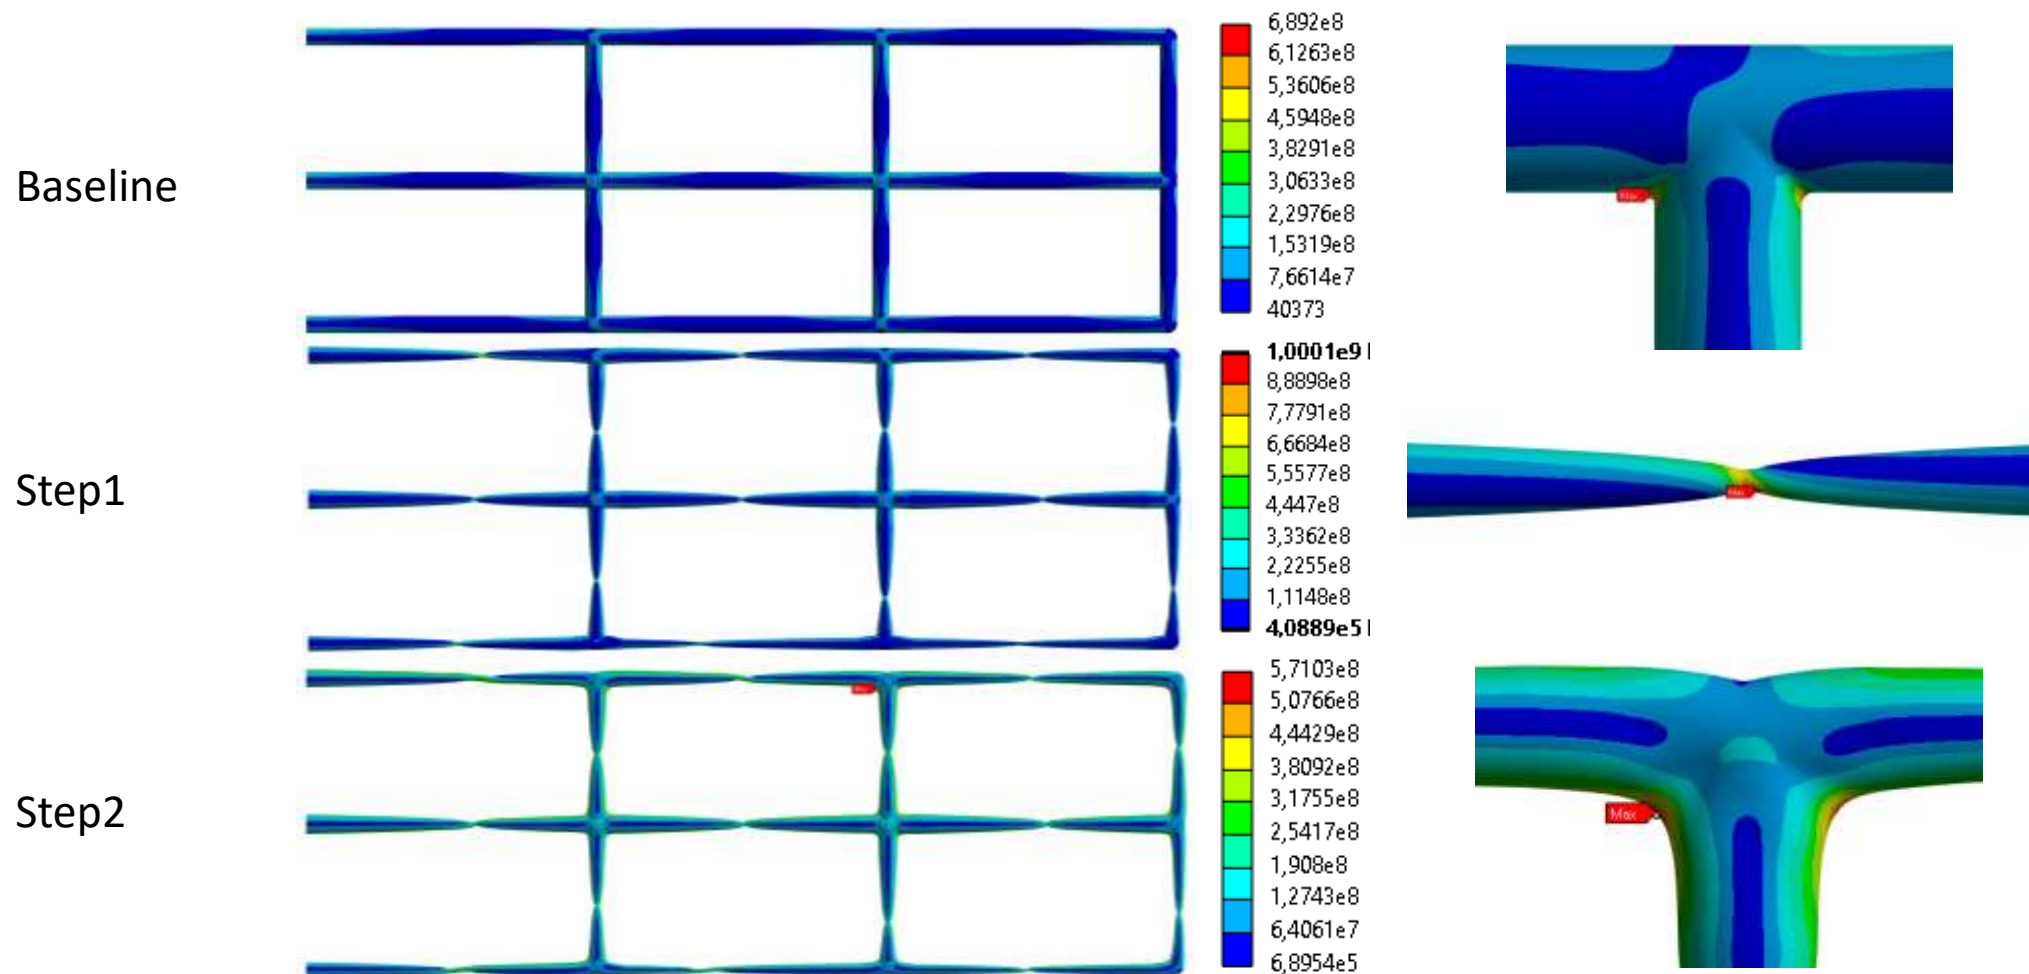 Baseline
6,892e8
6,1263e8
5,3606e8
4,5948e8
3,8291e8
3,0633e8
2,2976e8
1,5319e8
7,6614e7
40373
Max
Step1
1,0001e9
8,8898e8
7,7791e8
6,6684e8
5,5577e8
4,447e8
3,3362e8
2,2255e8
1,1148e8
4,0889e5
Max
Step2
5,7103e8
5,0766e8
4,4429e8
3,8092e8
3,1755e8
2,5417e8
1,908e8
1,2743e8
6,4061e7
6,8954e5
Max